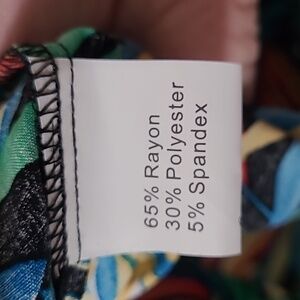 65% Rayon
30% Polyester
5% Spandex